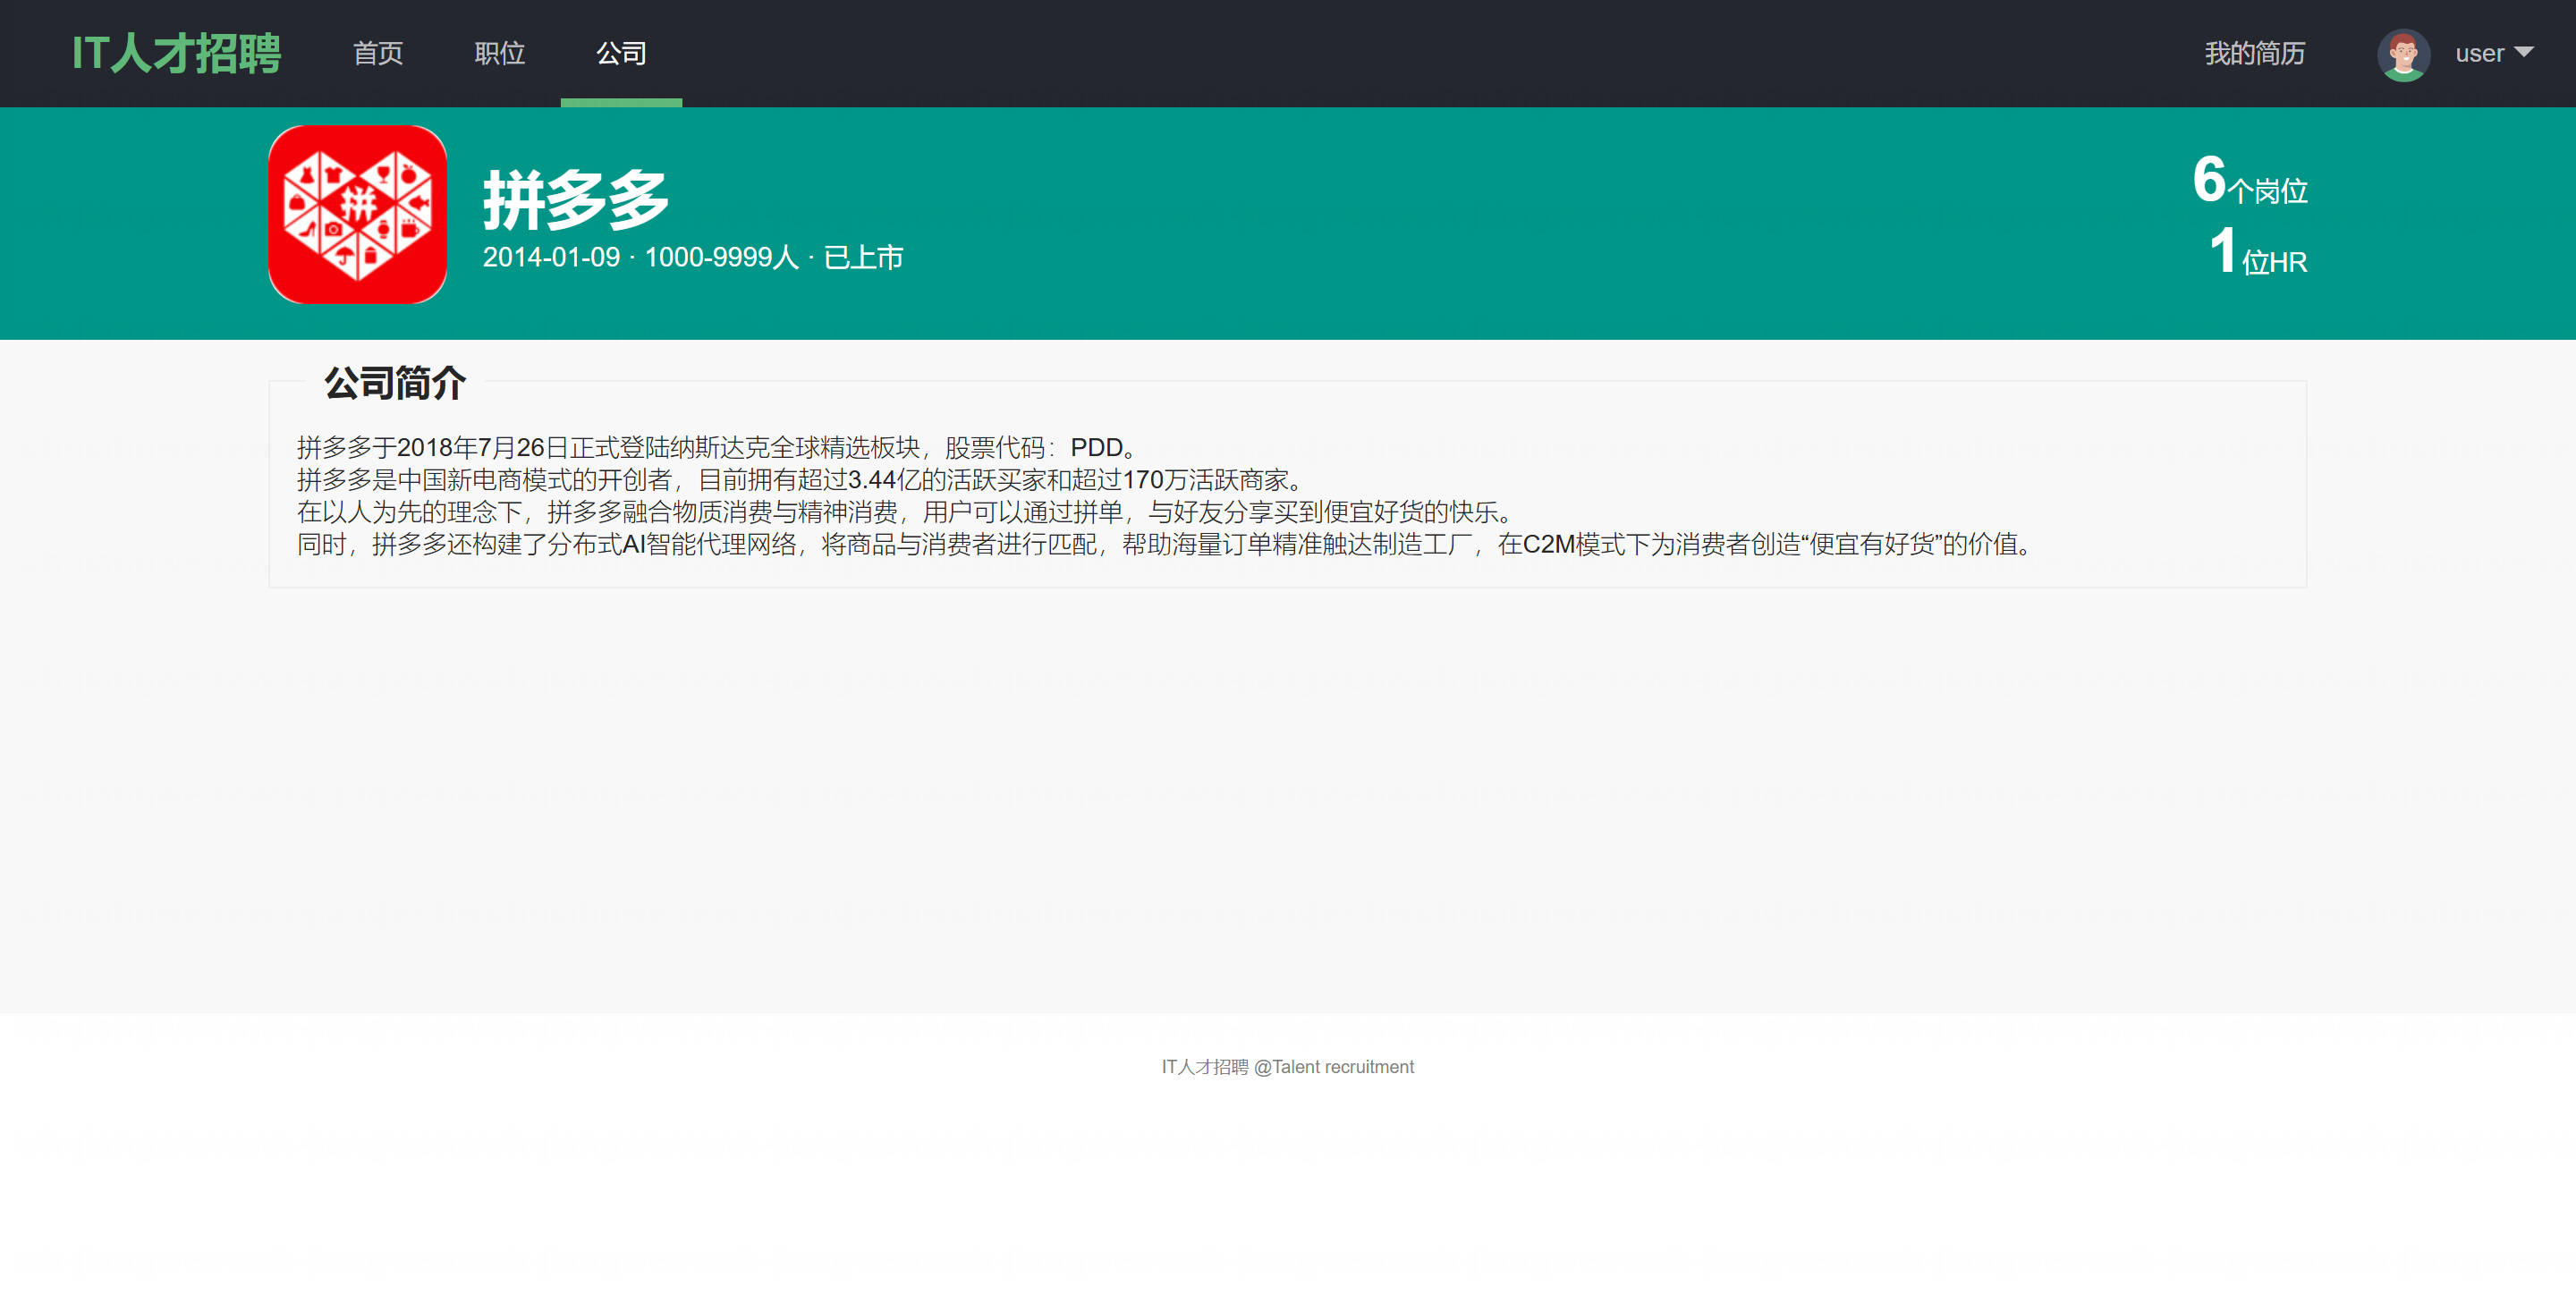 IT人才招聘 首页 职位 公司 我的简历 user
拼
拼多多
2014-01-09 · 1000-9999人 · 已上市
6个岗位
1位HR
公司简介
拼多多于2018年7月26日正式登陆纳斯达克全球精选板块，股票代码：PDD。
拼多多是中国新电商模式的开创者，目前拥有超过3.44亿的活跃买家和超过170万活跃商家。
在以人为先的理念下，拼多多融合物质消费与精神消费，用户可以通过拼单，与好友分享买到便宜好货的快乐。
同时，拼多多还构建了分布式AI智能代理网络，将商品与消费者进行匹配，帮助海量订单精准触达制造工厂，在C2M模式下为消费者创造“便宜有好货”的价值。
IT人才招聘 @Talent recruitment